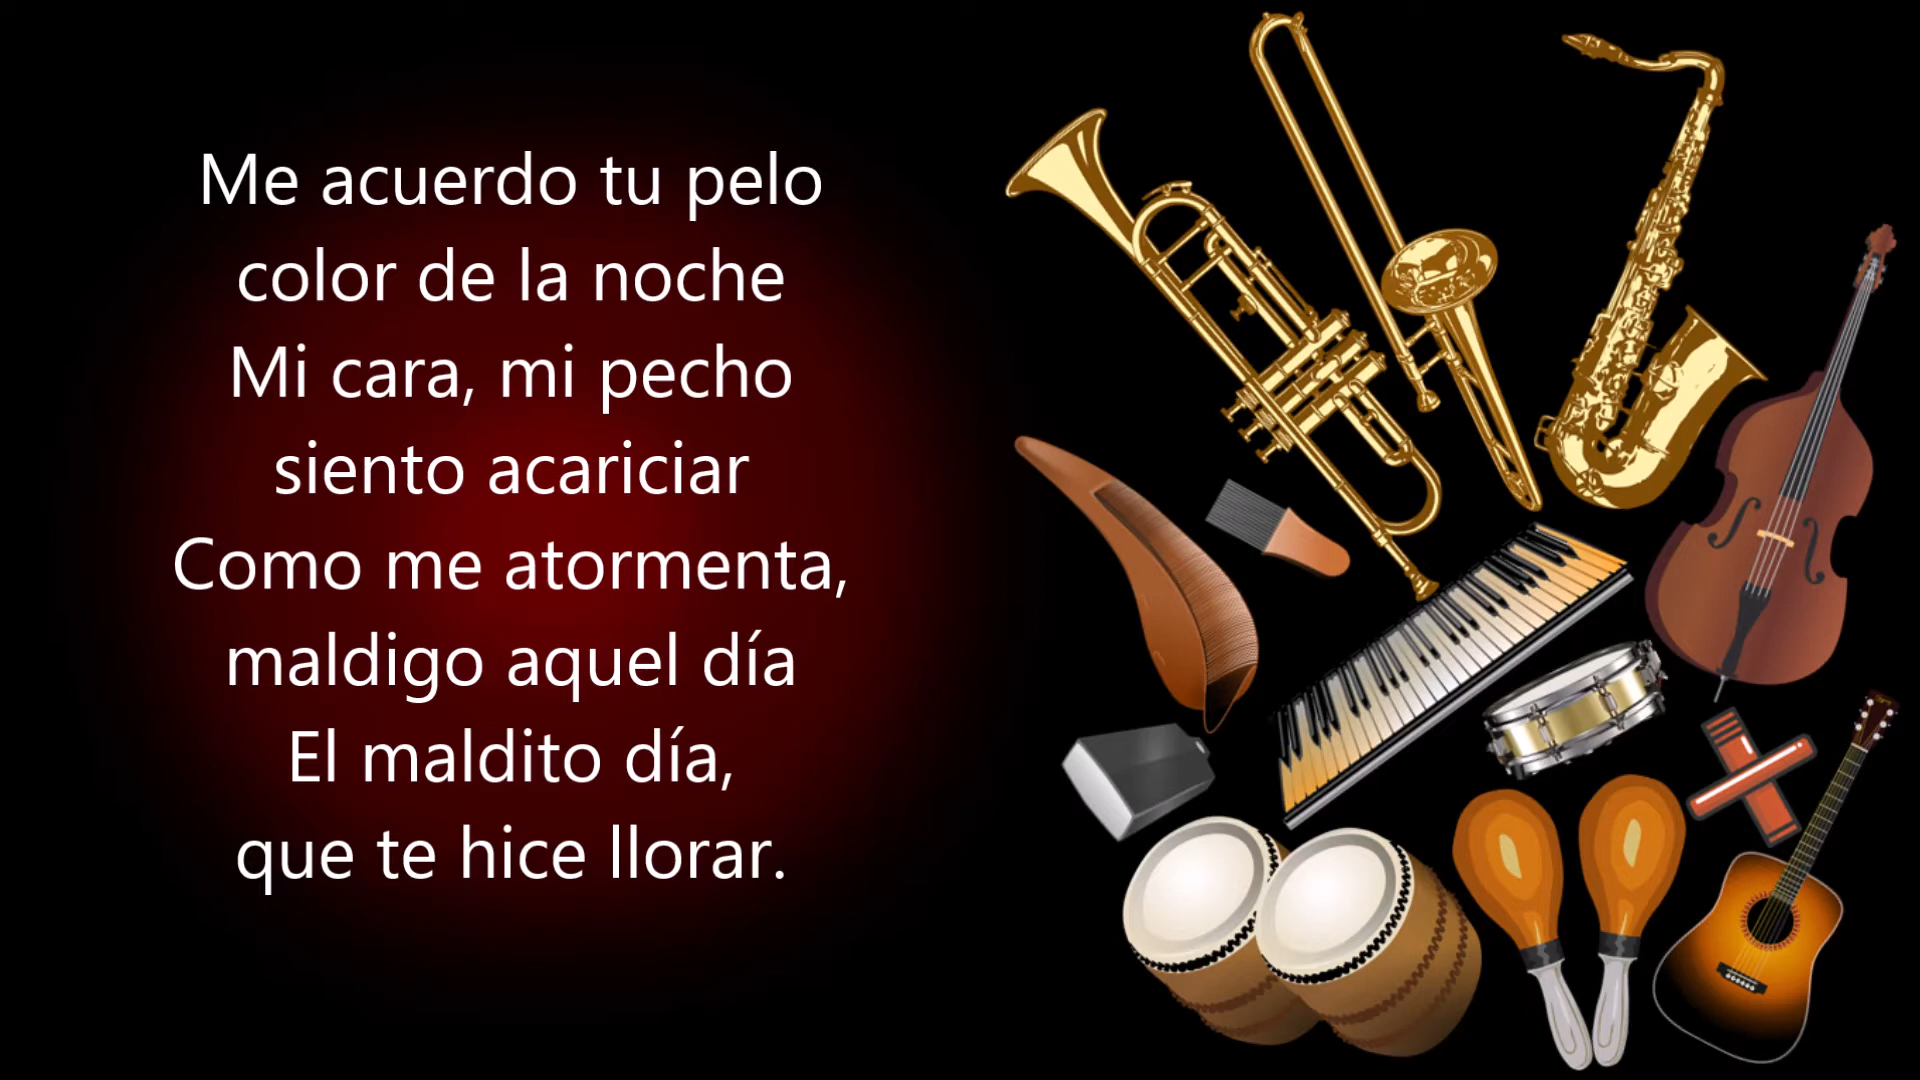 Me acuerdo tu pelo
color de la noche
Mi cara, mi pecho
siento acariciar
Como me atormenta,
maldigo aquel día
El maldito día,
que te hice llorar.